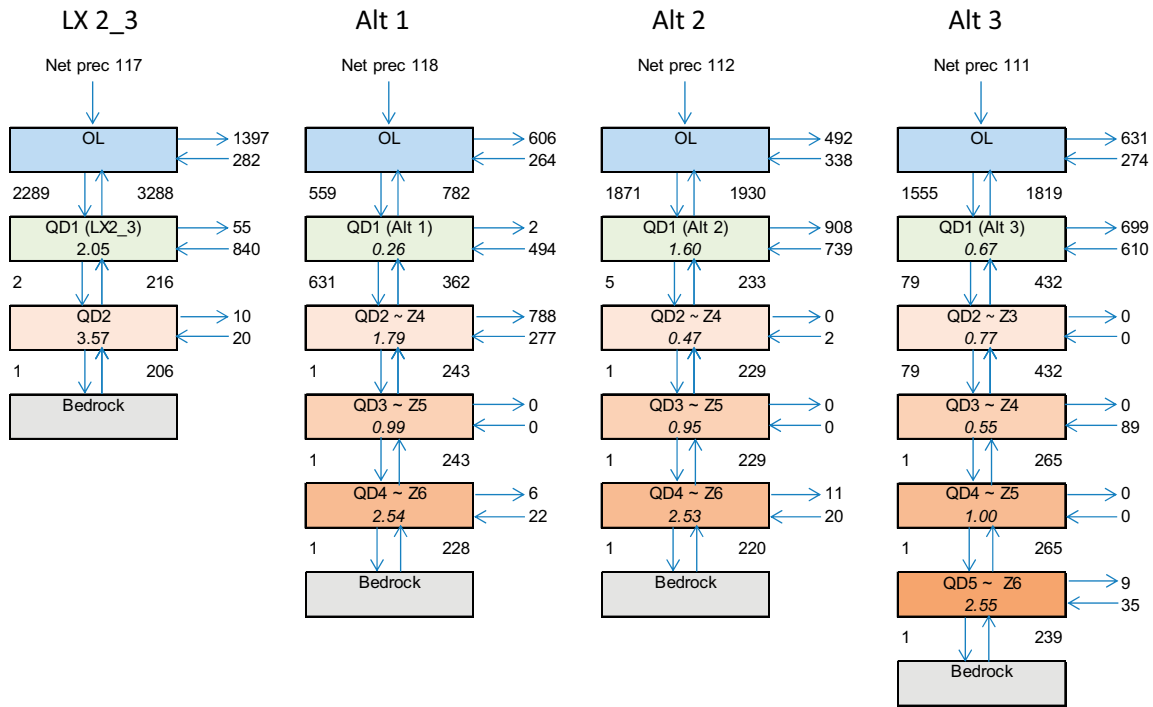 LX 2_3
Net prec 117
OL
1397
282
2289 3288
QD1 (LX2_3)
2.05
55
840
2 216
QD2
3.57
10
20
1 206
Bedrock
Alt 1
Net prec 118
OL
606
264
559 782
QD1 (Alt 1)
0.26
2
494
631 362
QD2 ~ Z4
1.79
788
277
1 243
QD3 ~ Z5
0.99
0
0
1 243
QD4 ~ Z6
2.54
6
22
1 228
Bedrock
Alt 2
Net prec 112
OL
492
338
1871 1930
QD1 (Alt 2)
1.60
908
739
5 233
QD2 ~ Z4
0.47
0
2
1 229
QD3 ~ Z5
0.95
0
0
1 229
QD4 ~ Z6
2.53
11
20
1 220
Bedrock
Alt 3
Net prec 111
OL
631
274
1555 1819
QD1 (Alt 3)
0.67
699
610
79 432
QD2 ~ Z3
0.77
0
0
79 432
QD3 ~ Z4
0.55
0
89
1 265
QD4 ~ Z5
1.00
0
0
1 265
QD5 ~ Z6
2.55
9
35
1 239
Bedrock